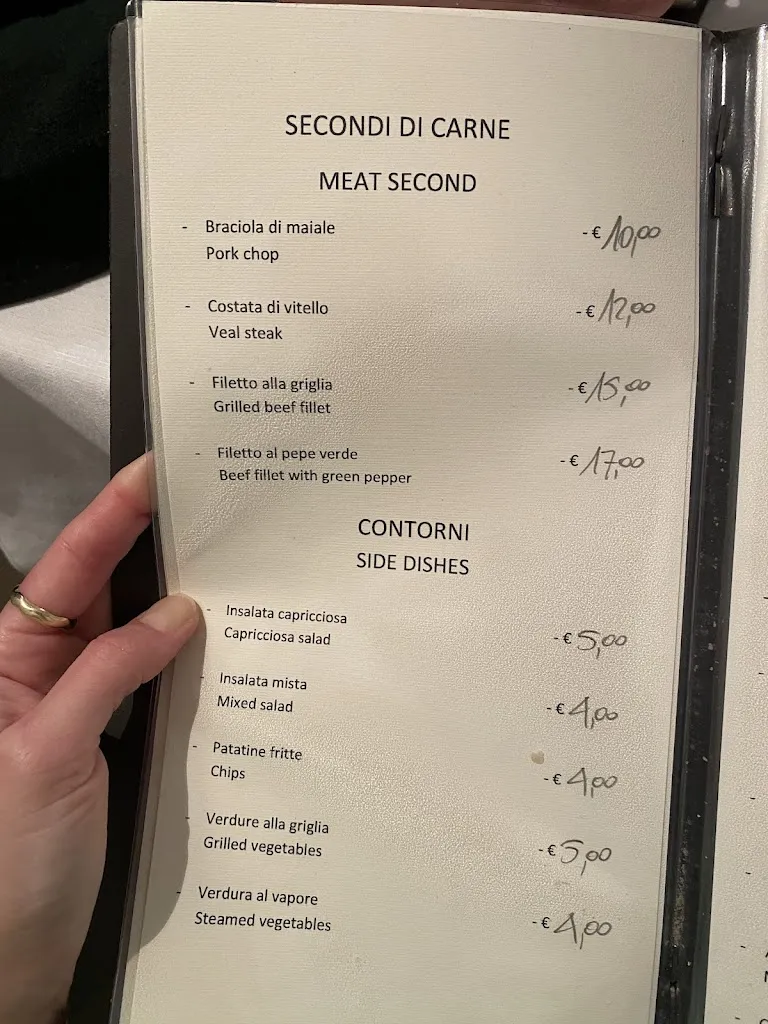 SECONDI DI CARNE
MEAT SECOND
- Braciola di maiale -€ 10,00
Pork chop
- Costata di vitello -€ 12,00
Veal steak
- Filetto alla griglia -€ 15,00
Grilled beef fillet
- Filetto al pepe verde -€ 17,00
Beef fillet with green pepper
CONTORNI
SIDE DISHES
- Insalata capricciosa
Capricciosa salad -€ 5,00
- Insalata mista
Mixed salad -€ 4,00
- Patatine fritte
Chips -€ 4,00
- Verdure alla griglia
Grilled vegetables -€ 5,00
- Verdura al vapore
Steamed vegetables -€ 4,00